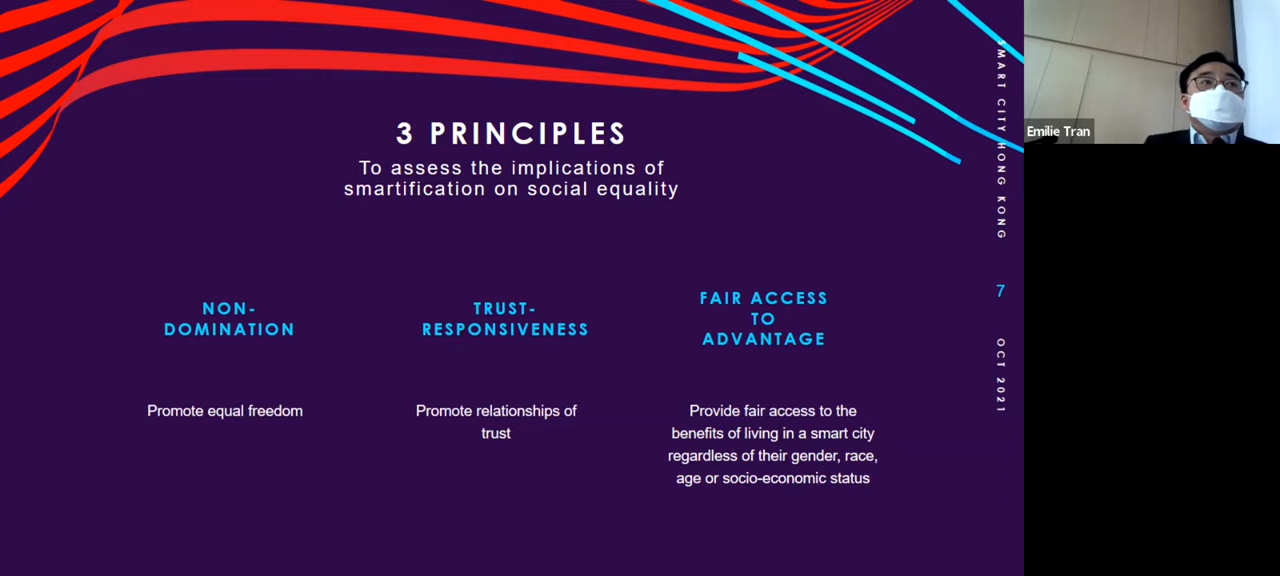 3 PRINCIPLES
To assess the implications of
smartification on social equality
NON-
DOMINATION
Promote equal freedom
TRUST-
RESPONSIVENESS
Promote relationships of
trust
FAIR ACCESS
TO
ADVANTAGE
Provide fair access to the
benefits of living in a smart city
regardless of their gender, race,
age or socio-economic status
SMART CITY HONG KONG
7
OCT 2021
Emilie Tran